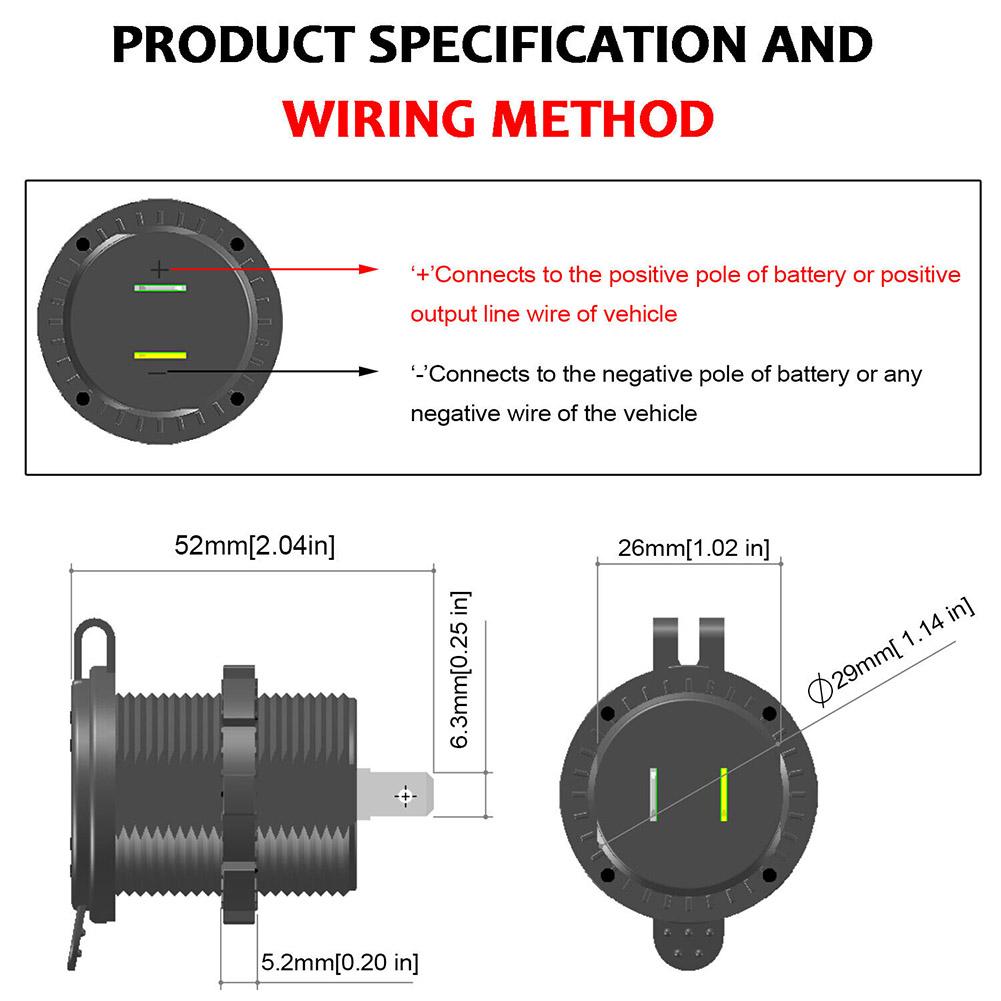 PRODUCT SPECIFICATION AND
WIRING METHOD
+
‘+’Connects to the positive pole of battery or positive
output line wire of vehicle
—
‘-’Connects to the negative pole of battery or any
negative wire of the vehicle
52mm[2.04in]
26mm[1.02 in]
6.3mm[0.25 in]
Ф29mm[ 1.14 in]
5.2mm[0.20 in]